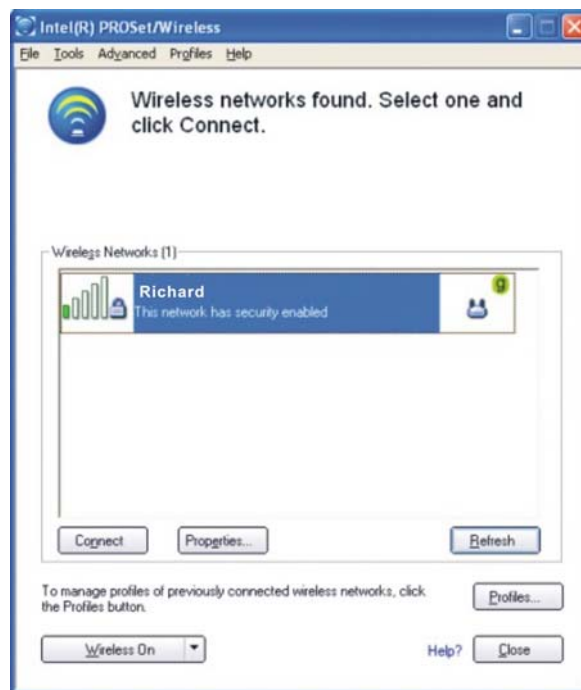 Intel(R) PROSet/Wireless
File Tools Advanced Profiles Help
Wireless networks found. Select one and
click Connect.
Wireless Networks (1)
Richard
This network has security enabled
g
Connect Properties... Refresh
To manage profiles of previously connected wireless networks, click
the Profiles button.
Profiles...
Wireless On Help? Close